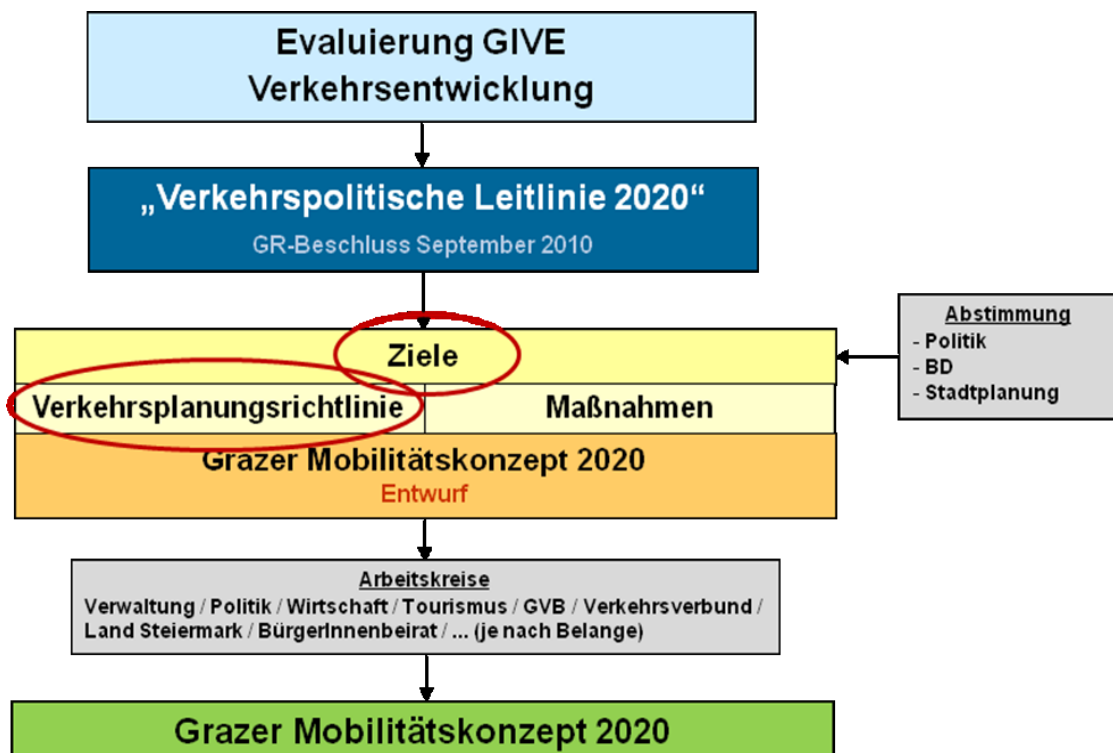 Evaluierung GIVE
Verkehrsentwicklung
„Verkehrspolitische Leitlinie 2020“
GR-Beschluss September 2010
Ziele
Abstimmung
- Politik
- BD
- Stadtplanung
Verkehrsplanungsrichtlinie
Maßnahmen
Grazer Mobilitätskonzept 2020
Entwurf
Arbeitskreise
Verwaltung / Politik / Wirtschaft / Tourismus / GVB / Verkehrsverbund /
Land Steiermark / BürgerInnenbeirat / ... (je nach Belange)
Grazer Mobilitätskonzept 2020